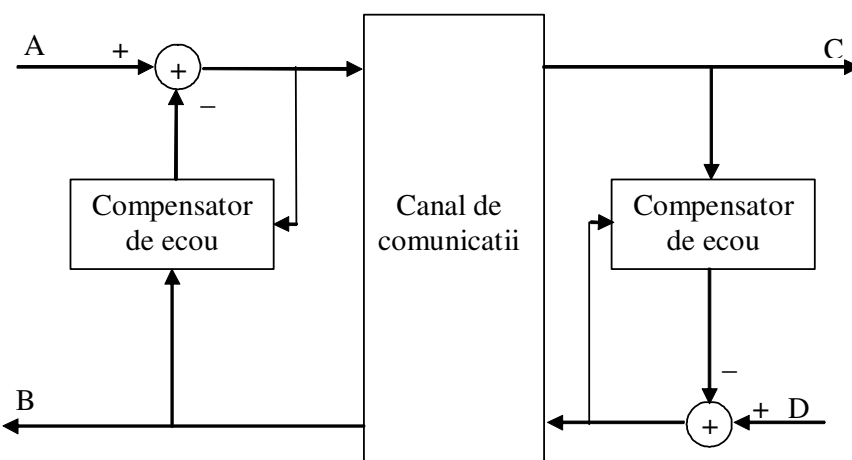 A
+
+
–
C
Compensator
de ecou
Canal de
comunicatii
Compensator
de ecou
B
–
+
+ D